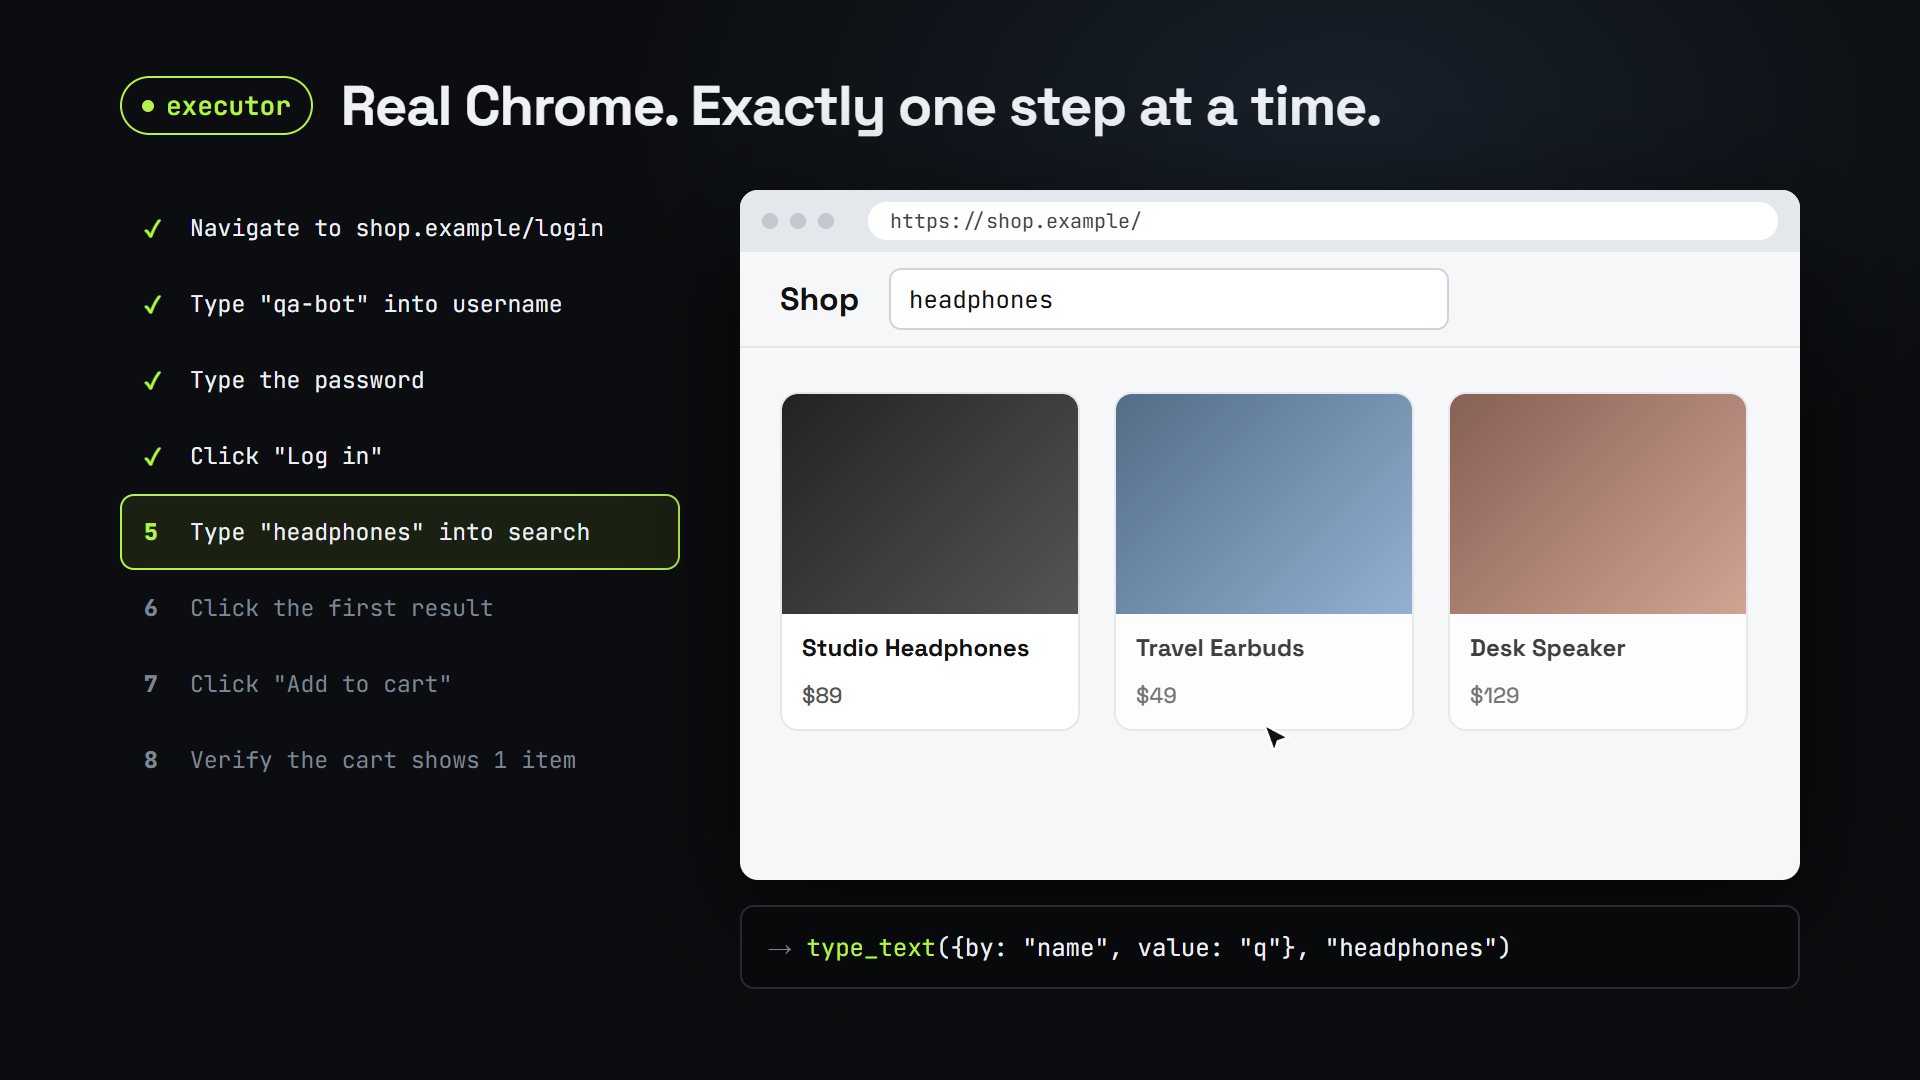 executor
Real Chrome. Exactly one step at a time.
✓ Navigate to shop.example/login
✓ Type "qa-bot" into username
✓ Type the password
✓ Click "Log in"
5 Type "headphones" into search
6 Click the first result
7 Click "Add to cart"
8 Verify the cart shows 1 item
https://shop.example/
Shop
headphones
Studio Headphones
$89
Travel Earbuds
$49
Desk Speaker
$129
→ type_text({by: "name", value: "q"}, "headphones")